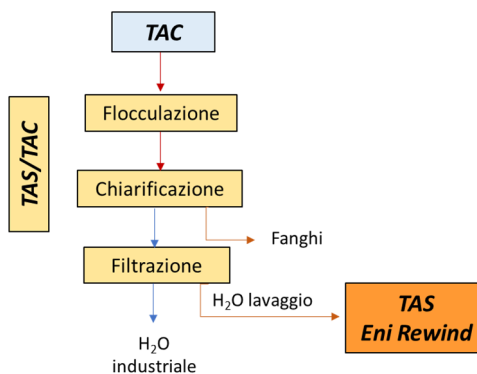 TAC
TAS/TAC
Flocculazione
Chiarificazione
Fanghi
Filtrazione
H₂O lavaggio
TAS
Eni Rewind
H₂O
industriale